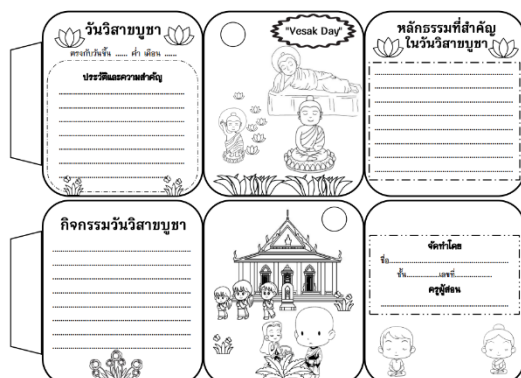 วันวิสาขบูชา
ตรงกับวันขึ้น ...... ค่ำ เดือน ......
ประวัติและความสำคัญ
"Vesak Day"
หลักธรรมที่สำคัญ
ในวันวิสาขบูชา
กิจกรรมวันวิสาขบูชา
จัดทำโดย
ชื่อ
ชั้น..............เลขที่..............
ครูผู้สอน